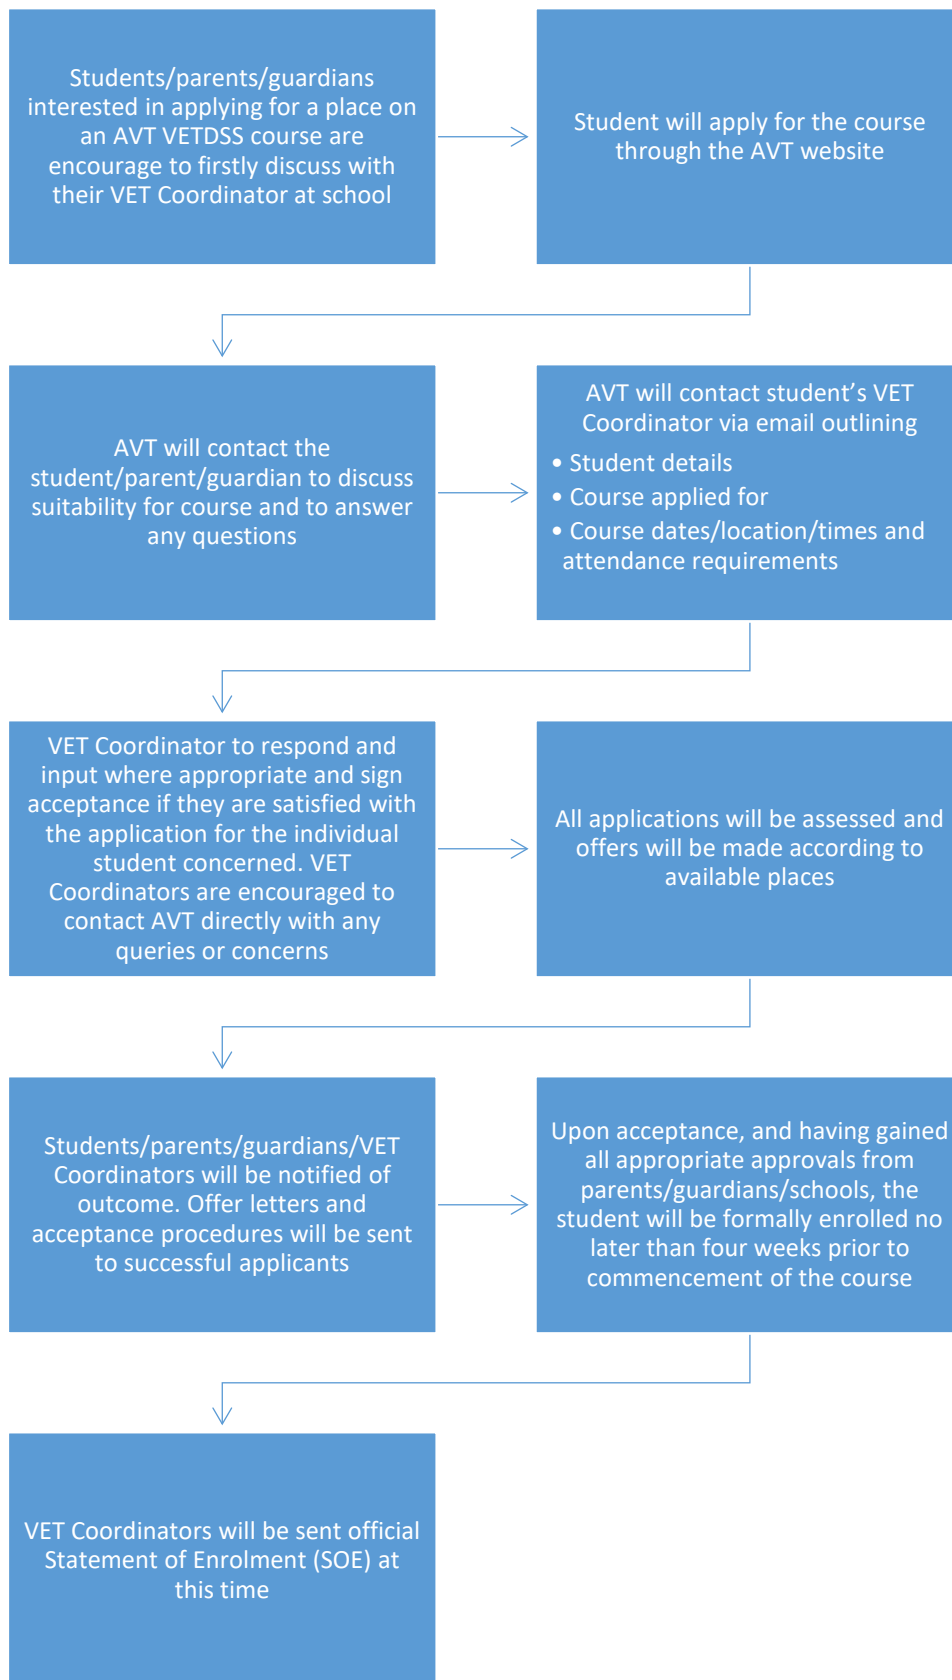 Students/parents/guardians
interested in applying for a place on
an AVT VETDSS course are
encourage to firstly discuss with
their VET Coordinator at school
Student will apply for the course
through the AVT website
AVT will contact the
student/parent/guardian to discuss
suitability for course and to answer
any questions
AVT will contact student’s VET
Coordinator via email outlining
• Student details
• Course applied for
• Course dates/location/times and
attendance requirements
VET Coordinator to respond and
input where appropriate and sign
acceptance if they are satisfied with
the application for the individual
student concerned. VET
Coordinators are encouraged to
contact AVT directly with any
queries or concerns
All applications will be assessed and
offers will be made according to
available places
Students/parents/guardians/VET
Coordinators will be notified of
outcome. Offer letters and
acceptance procedures will be sent
to successful applicants
Upon acceptance, and having gained
all appropriate approvals from
parents/guardians/schools, the
student will be formally enrolled no
later than four weeks prior to
commencement of the course
VET Coordinators will be sent official
Statement of Enrolment (SOE) at
this time